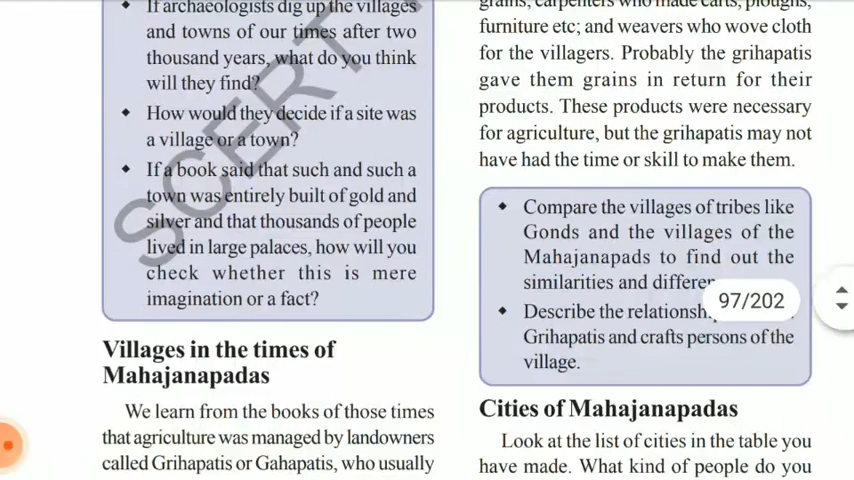 If archaeologists dig up the villages
and towns of our times after two
thousand years, what do you think
will they find?
How would they decide if a site was
a village or a town?
If a book said that such and such a
town was entirely built of gold and
silver and that thousands of people
lived in large palaces, how will you
check whether this is mere
imagination or a fact?
SCERT
Villages in the times of
Mahajanapadas
We learn from the books of those times
that agriculture was managed by landowners
called Grihapatis or Gahapatis, who usually
grains; carpenters who made carts, ploughs,
furniture etc; and weavers who wove cloth
for the villagers. Probably the grihapatis
gave them grains in return for their
products. These products were necessary
for agriculture, but the grihapatis may not
have had the time or skill to make them.
Compare the villages of tribes like
Gonds and the villages of the
Mahajanapads to find out the
similarities and
Describe the
Grihapatis and crafts persons of the
village.
97/202
Cities of Mahajanapadas
Look at the list of cities in the table you
have made. What kind of people do you